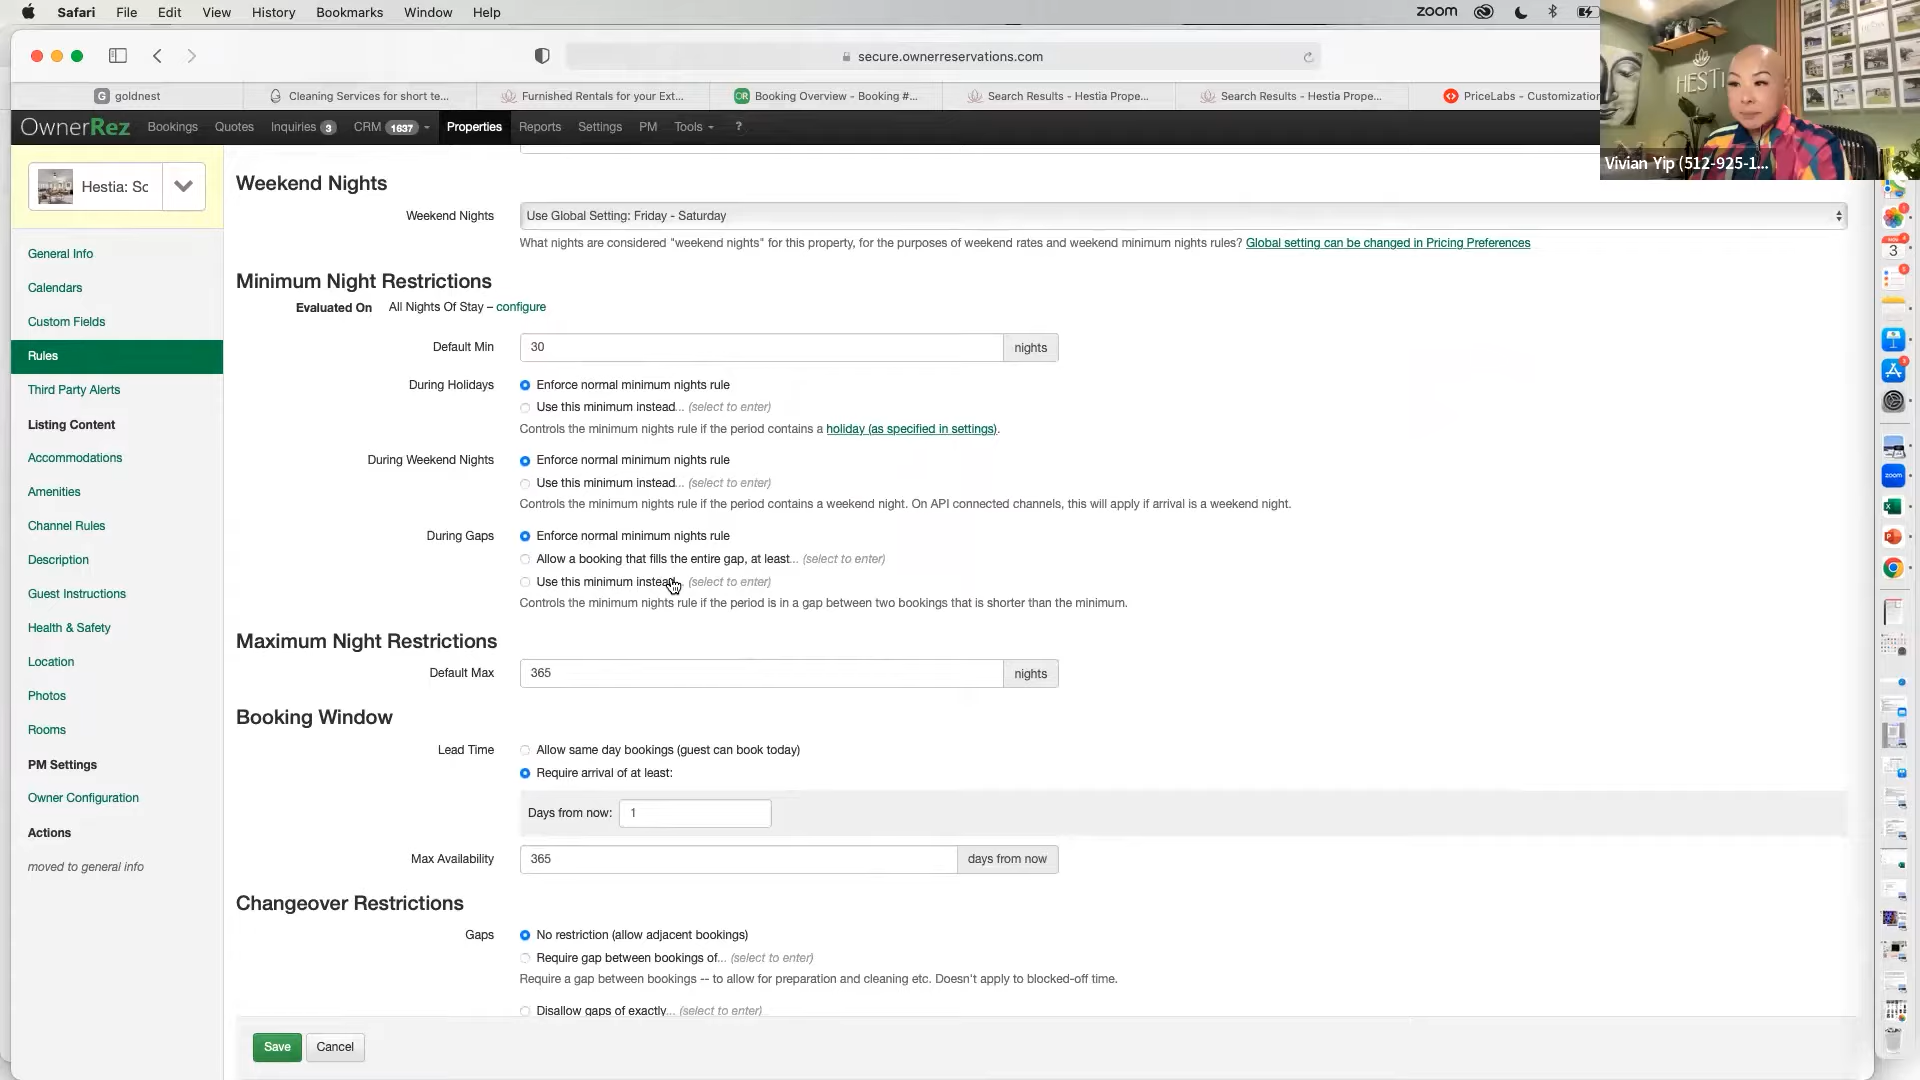 Safari File Edit View History Bookmarks Window Help zoom
secure.ownerreservations.com
G goldnest
Cleaning Services for short te...
Furnished Rentals for your Ext...
OR Booking Overview - Booking #...
Search Results - Hestia Prope...
Search Results - Hestia Prope...
PriceLabs - Customization
HESTI
Vivian Yip (512-925-1...
OwnerRez Bookings Quotes Inquiries 3 CRM 1637 Properties Reports Settings PM Tools ?
Hestia: Sc
General Info
Calendars
Custom Fields
Rules
Third Party Alerts
Listing Content
Accommodations
Amenities
Channel Rules
Description
Guest Instructions
Health & Safety
Location
Photos
Rooms
PM Settings
Owner Configuration
Actions
moved to general info
Weekend Nights
Weekend Nights Use Global Setting: Friday - Saturday
What nights are considered "weekend nights" for this property, for the purposes of weekend rates and weekend minimum nights rules? Global setting can be changed in Pricing Preferences
Minimum Night Restrictions
Evaluated On All Nights Of Stay – configure
Default Min 30 nights
During Holidays Enforce normal minimum nights rule
Use this minimum instead... (select to enter)
Controls the minimum nights rule if the period contains a holiday (as specified in settings).
During Weekend Nights Enforce normal minimum nights rule
Use this minimum instead... (select to enter)
Controls the minimum nights rule if the period contains a weekend night. On API connected channels, this will apply if arrival is a weekend night.
During Gaps Enforce normal minimum nights rule
Allow a booking that fills the entire gap, at least... (select to enter)
Use this minimum instead... (select to enter)
Controls the minimum nights rule if the period is in a gap between two bookings that is shorter than the minimum.
Maximum Night Restrictions
Default Max 365 nights
Booking Window
Lead Time Allow same day bookings (guest can book today)
Require arrival of at least:
Days from now: 1
Max Availability 365 days from now
Changeover Restrictions
Gaps No restriction (allow adjacent bookings)
Require gap between bookings of... (select to enter)
Require a gap between bookings -- to allow for preparation and cleaning etc. Doesn't apply to blocked-off time.
Disallow gaps of exactly... (select to enter)
Save Cancel
3
zoom